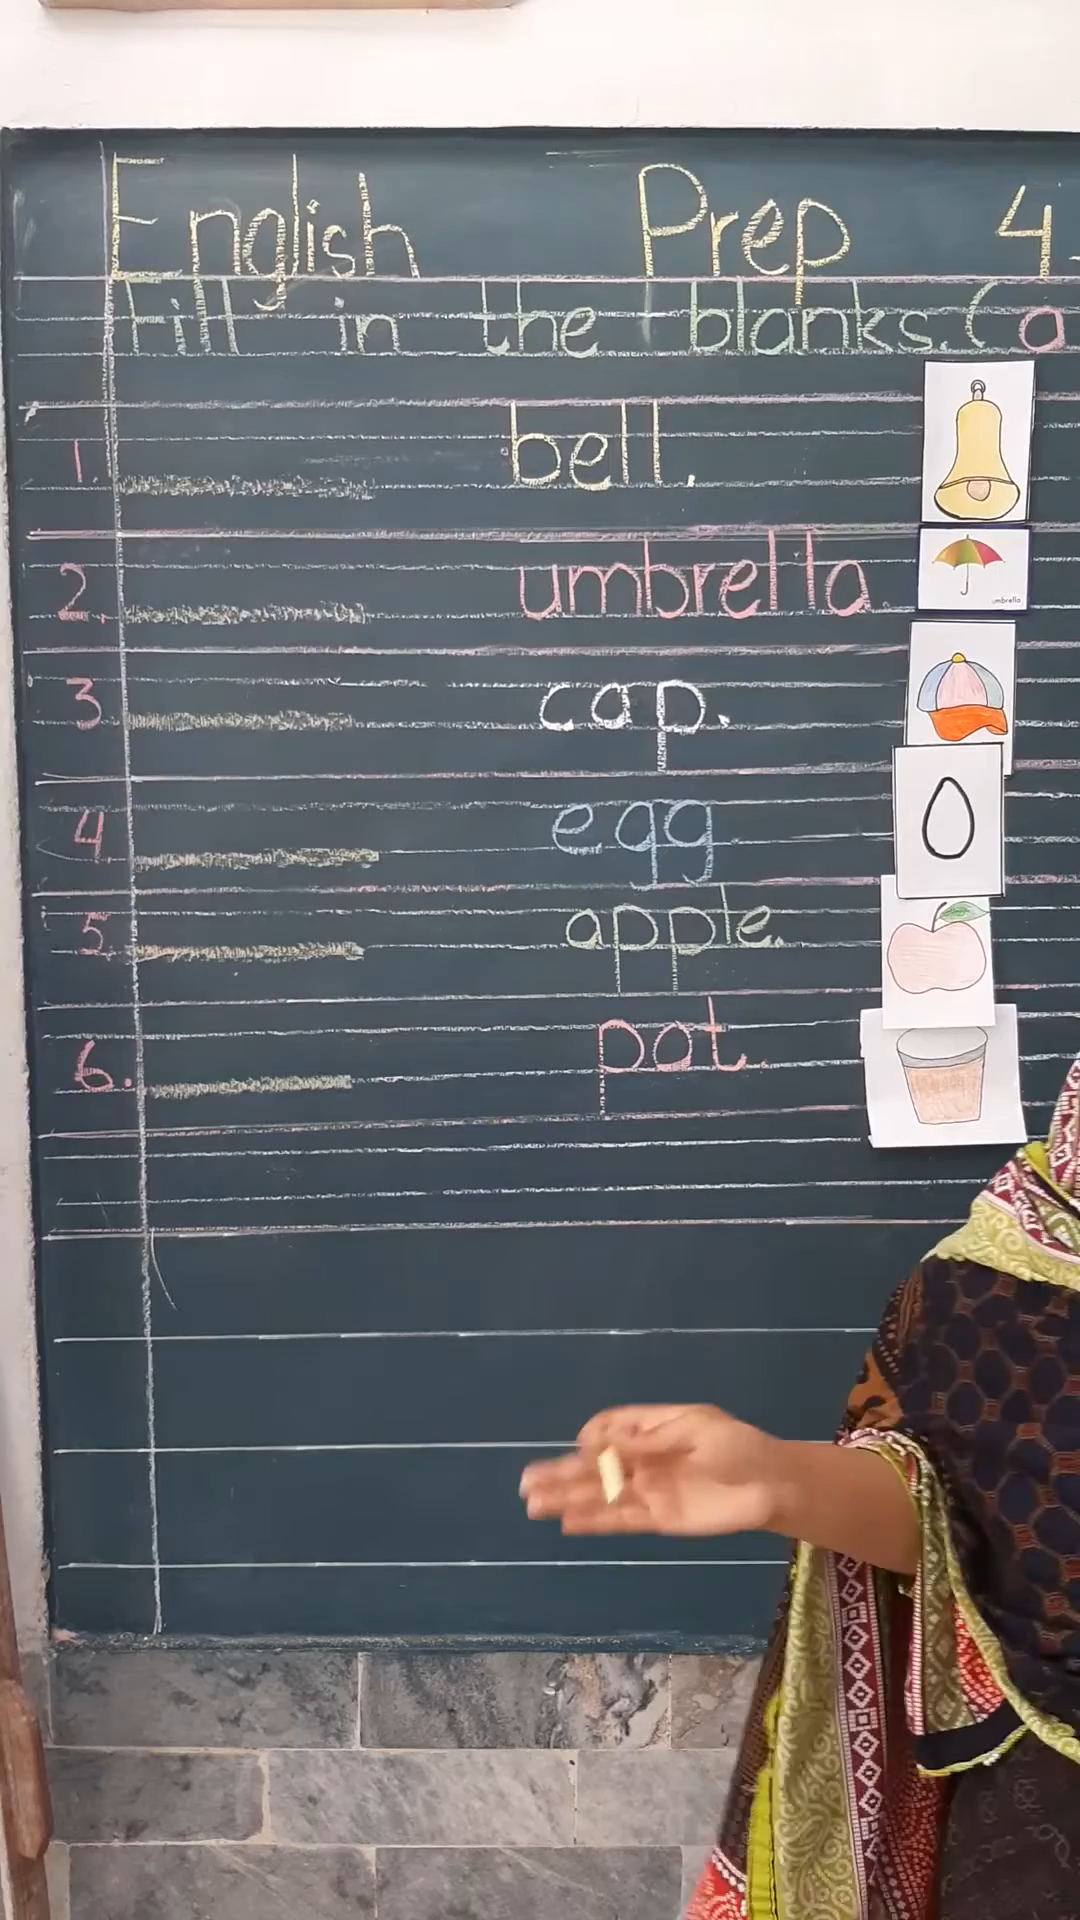 English Prep 4
Fill in the blanks. (a
1. bell.
2. umbrella.
umbrella
3 cap.
4. egg
5. apple.
6. pot.